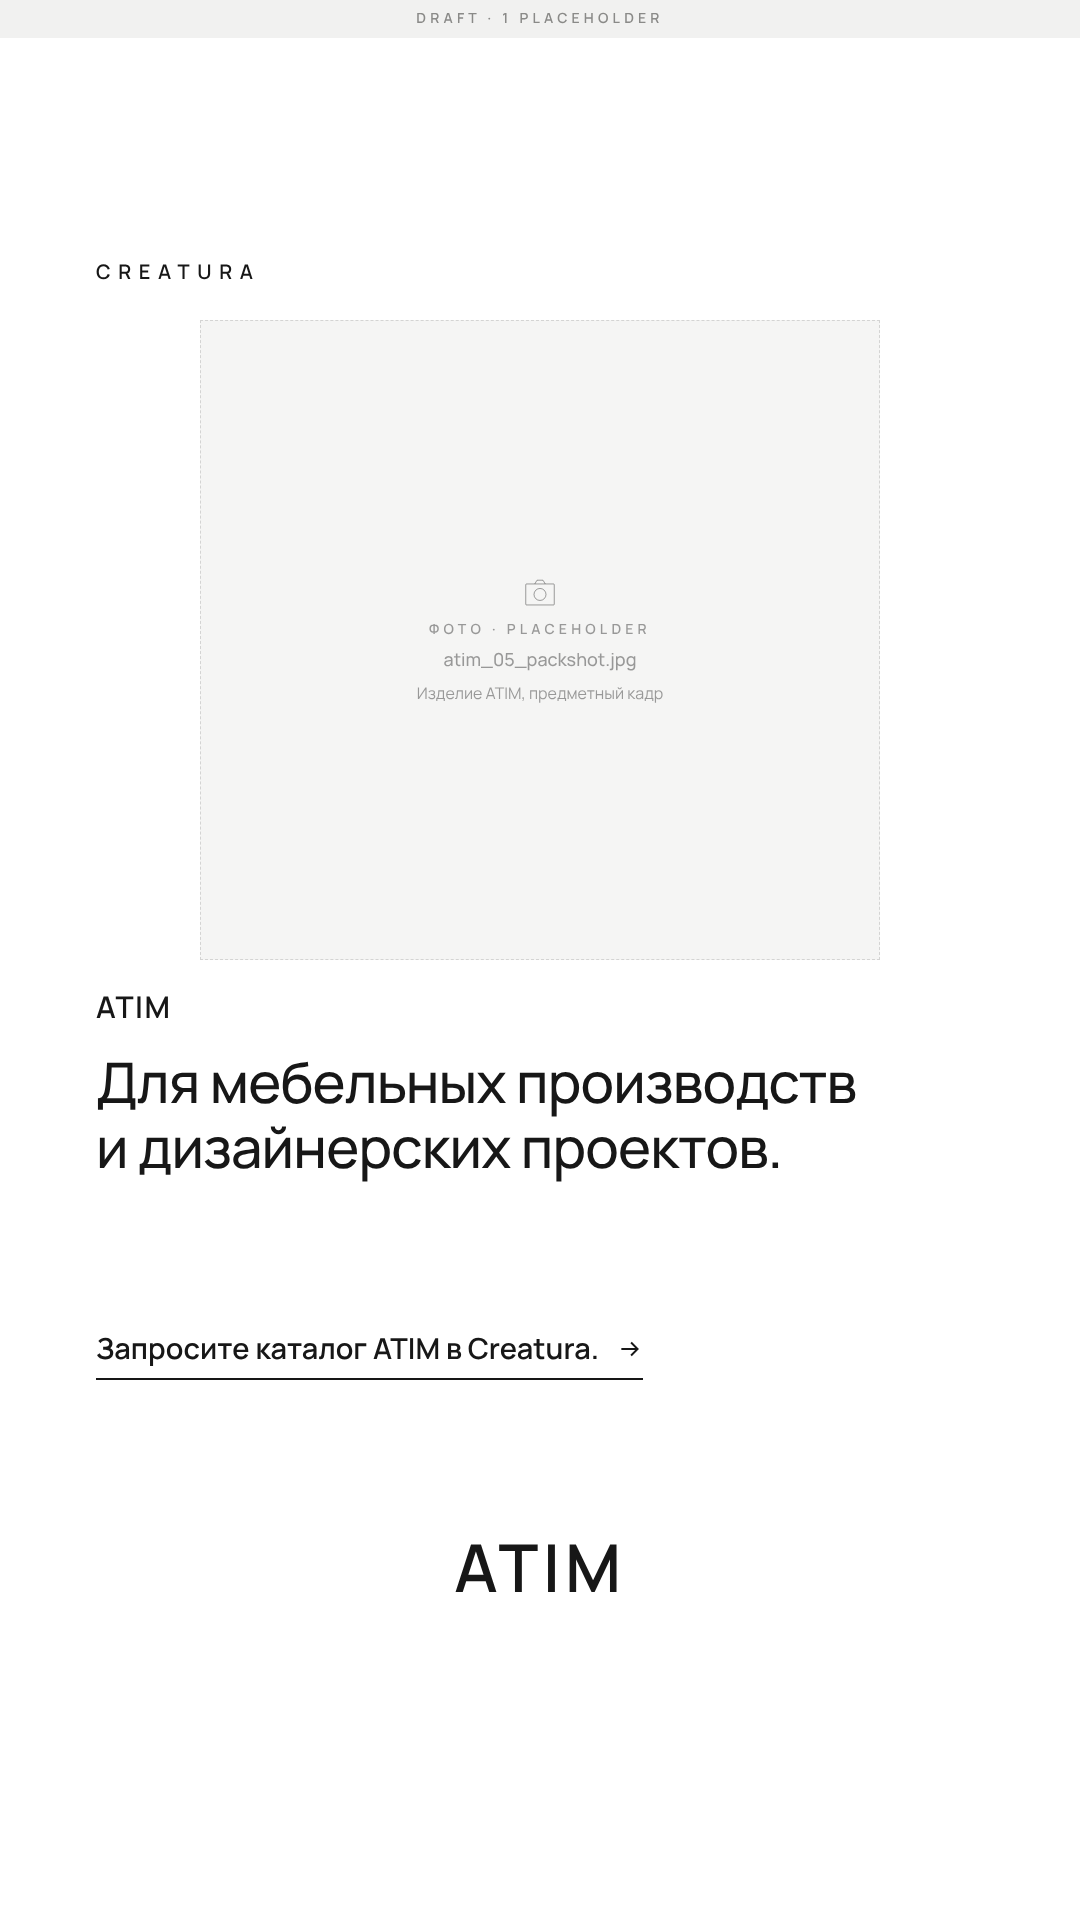 DRAFT · 1 PLACEHOLDER
CREATURA
ФОТО · PLACEHOLDER
atim_05_packshot.jpg
Изделие ATIM, предметный кадр
ATIM
Для мебельных производств
и дизайнерских проектов.
Запросите каталог ATIM в Creatura. →
ATIM